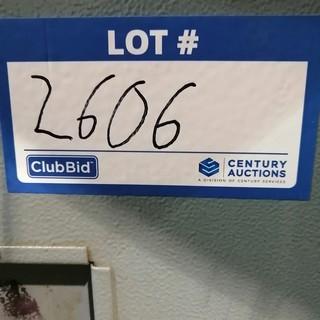 LOT #
2606
ClubBid
CENTURY
AUCTIONS
A DIVISION OF CENTURY SERVICES